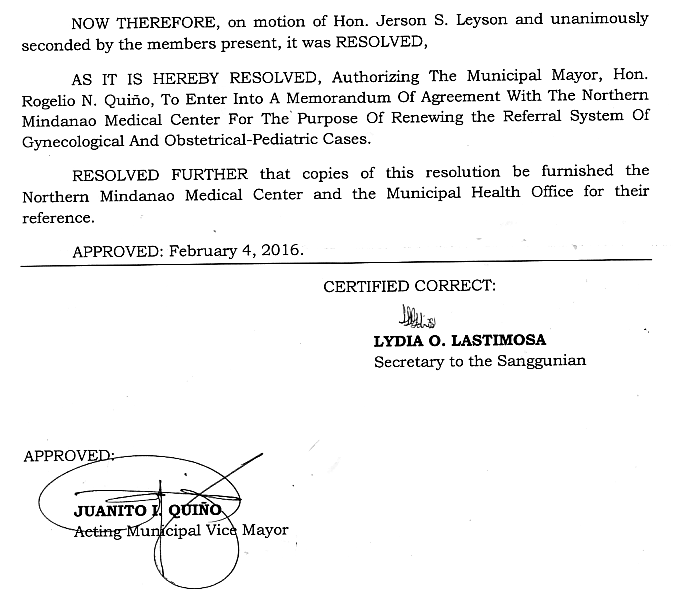 NOW THEREFORE, on motion of Hon. Jerson S. Leyson and unanimously
seconded by the members present, it was RESOLVED,
AS IT IS HEREBY RESOLVED, Authorizing The Municipal Mayor, Hon.
Rogelio N. Quiño, To Enter Into A Memorandum Of Agreement With The Northern
Mindanao Medical Center For The Purpose Of Renewing the Referral System Of
Gynecological And Obstetrical-Pediatric Cases.
RESOLVED FURTHER that copies of this resolution be furnished the
Northern Mindanao Medical Center and the Municipal Health Office for their
reference.
APPROVED: February 4, 2016.
CERTIFIED CORRECT:
LYDIA O. LASTIMOSA
Secretary to the Sanggunian
APPROVED:
JUANITO QUIÑO
Acting Municipal Vice Mayor